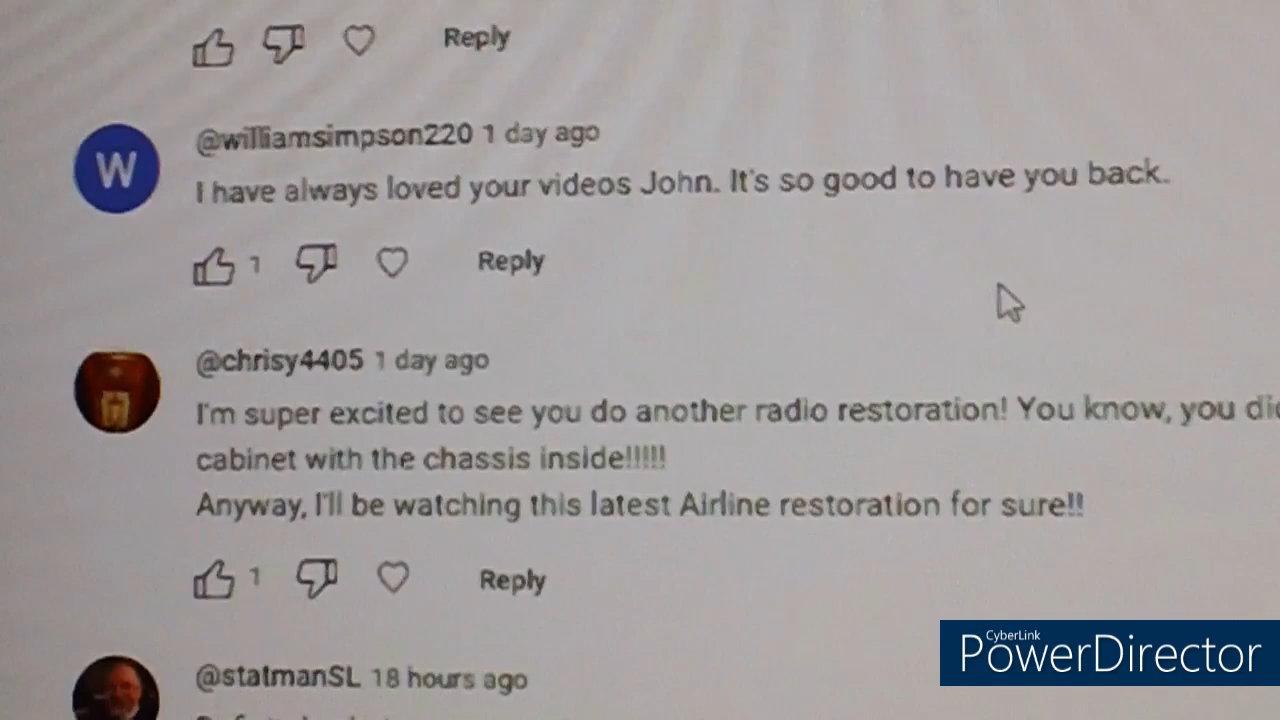 Reply
@williamsimpson220 1 day ago
W
I have always loved your videos John. It's so good to have you back.
1
Reply
@chrisy4405 1 day ago
I'm super excited to see you do another radio restoration! You know, you
cabinet with the chassis inside!!!!!
Anyway, I'll be watching this latest Airline restoration for sure!!
1
Reply
@statmanSL 18 hours ago
CyberLink
PowerDirector